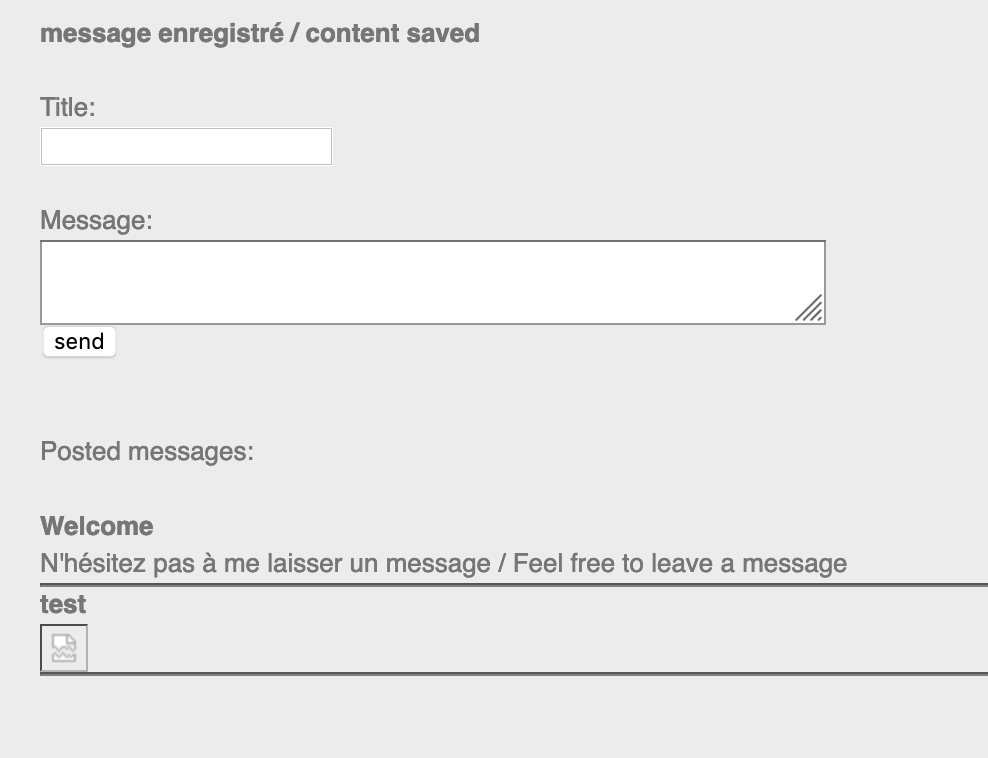 message enregistré / content saved
Title:
Message:
send
Posted messages:
Welcome
N'hésitez pas à me laisser un message / Feel free to leave a message
test